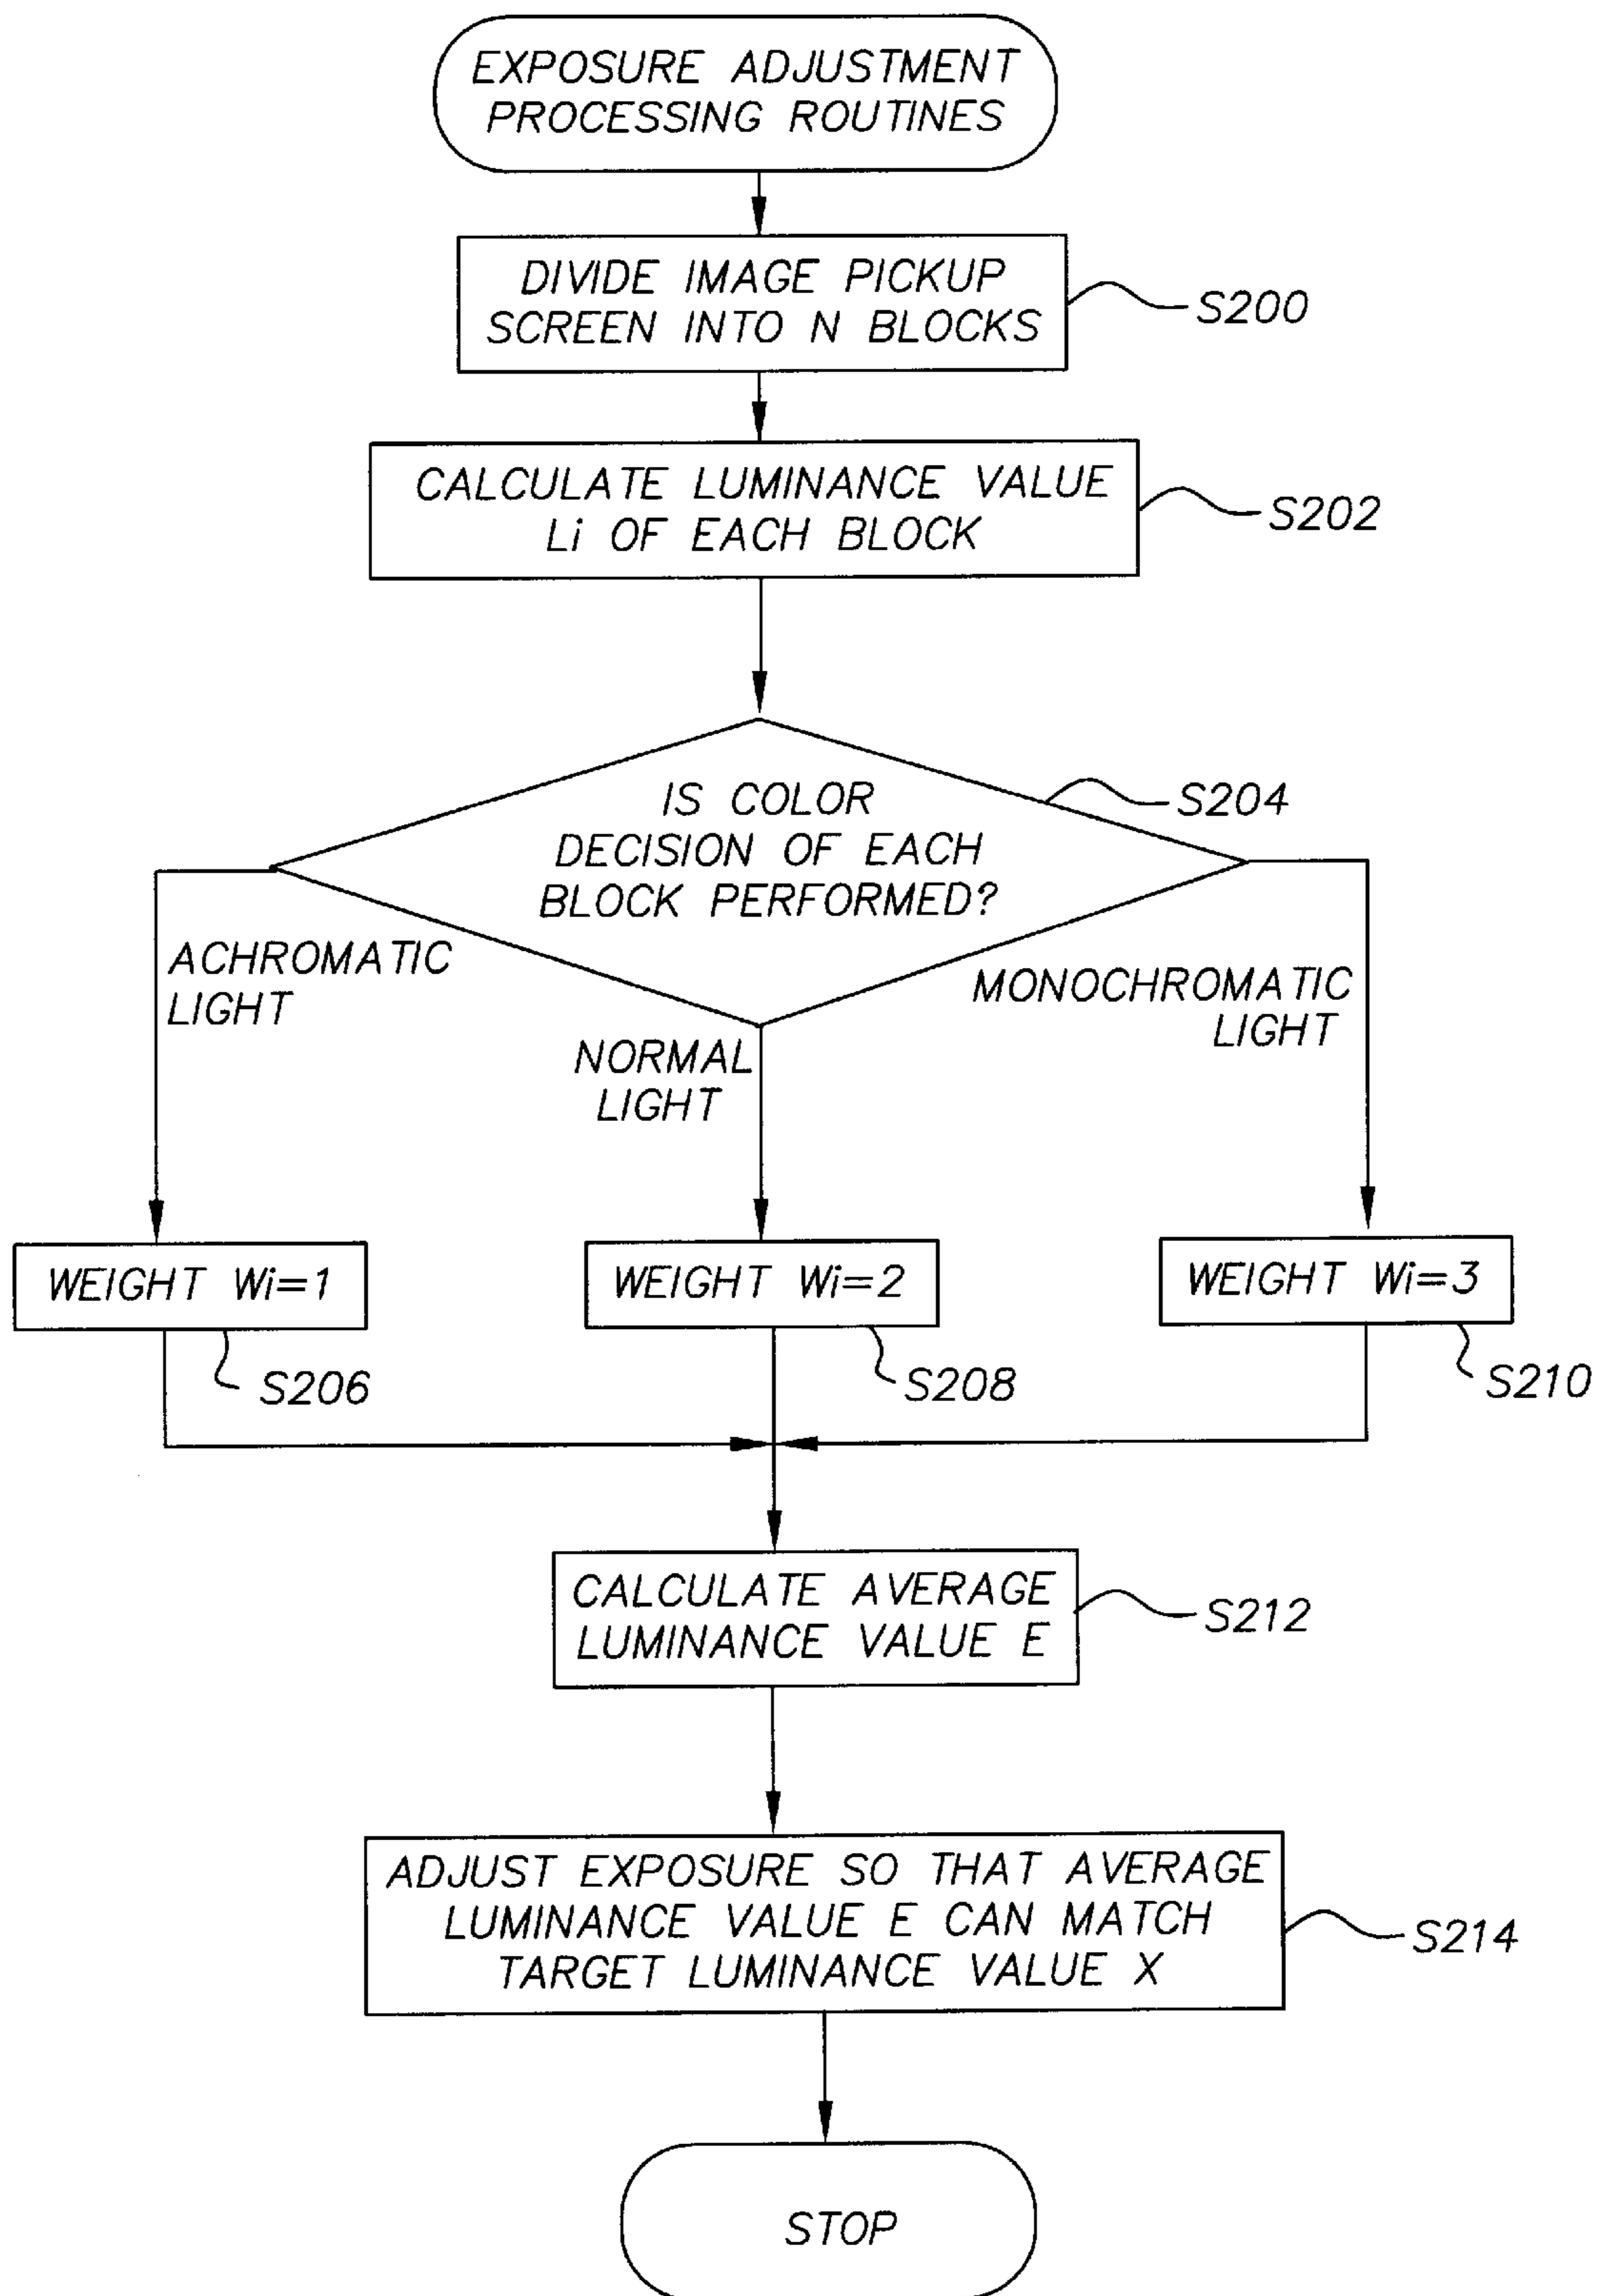 EXPOSURE ADJUSTMENT
PROCESSING ROUTINES
DIVIDE IMAGE PICKUP
SCREEN INTO N BLOCKS
S200
CALCULATE LUMINANCE VALUE
Li OF EACH BLOCK
S202
IS COLOR
DECISION OF EACH
BLOCK PERFORMED?
S204
ACHROMATIC
LIGHT
NORMAL
LIGHT
MONOCHROMATIC
LIGHT
WEIGHT Wi=1
S206
WEIGHT Wi=2
S208
WEIGHT Wi=3
S210
CALCULATE AVERAGE
LUMINANCE VALUE E
S212
ADJUST EXPOSURE SO THAT AVERAGE
LUMINANCE VALUE E CAN MATCH
TARGET LUMINANCE VALUE X
S214
STOP